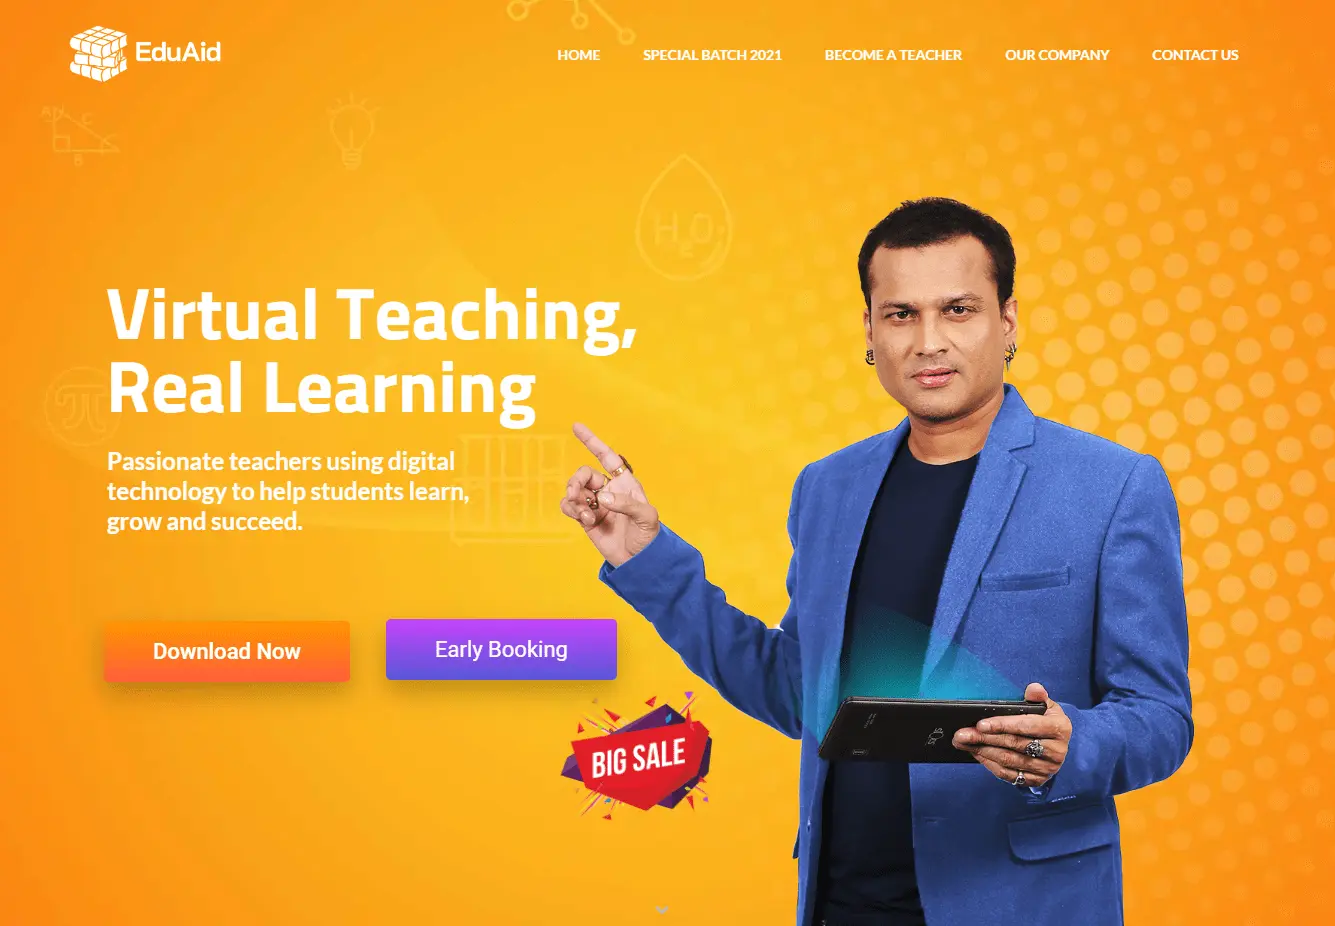 EduAid
HOME
SPECIAL BATCH 2021
BECOME A TEACHER
OUR COMPANY
CONTACT US
A
C
B
H2O
Virtual Teaching,
Real Learning
π
Passionate teachers using digital
technology to help students learn,
grow and succeed.
Download Now
Early Booking
BIG SALE